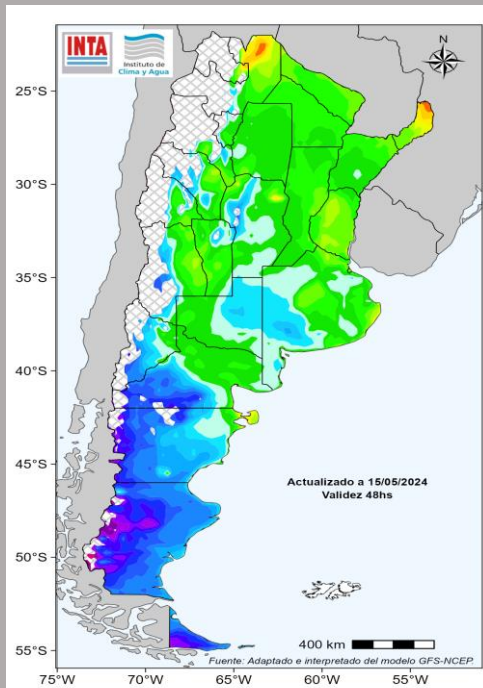 INTA
Instituto de
Clima y Agua
N
25°S
30°S
35°S
40°S
45°S
50°S
55°S
Actualizado a 15/05/2024
Validez 48hs
400 km
Fuente: Adaptado e interpretado del modelo GFS-NCEP.
75°W
70°W
65°W
60°W
55°W